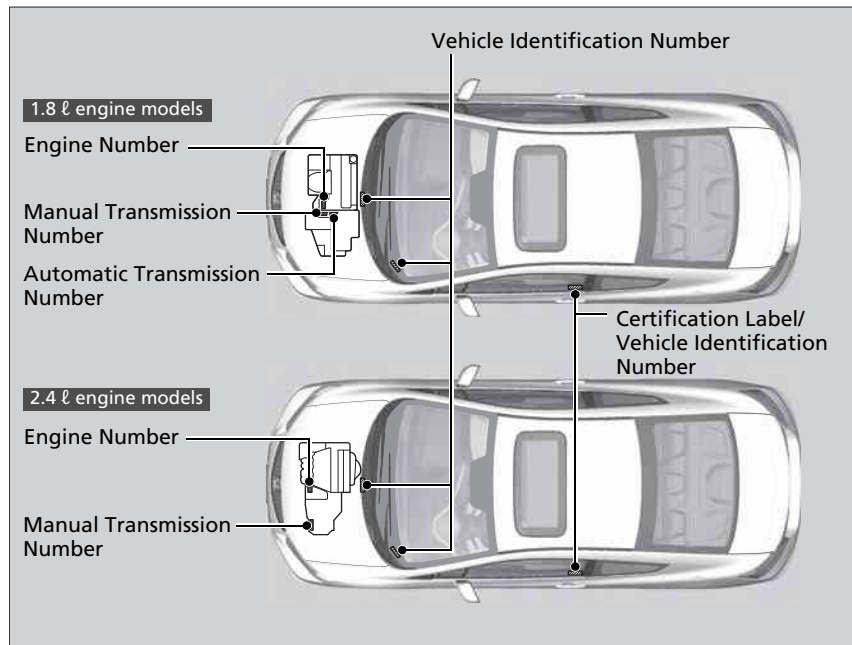 Vehicle Identification Number
1.8 ℓ engine models
Engine Number
Manual Transmission
Number
Automatic Transmission
Number
Certification Label/
Vehicle Identification
Number
2.4 ℓ engine models
Engine Number
Manual Transmission
Number